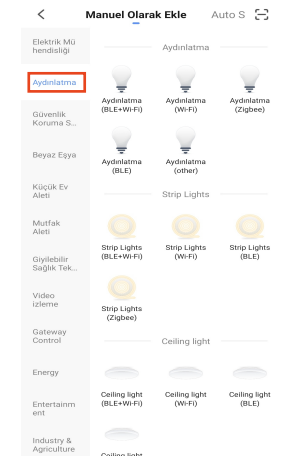 Manuel Olarak Ekle
Auto S
Elektrik Mü
hendisliği
Aydınlatma
Güvenlik
Koruma S...
Beyaz Eşya
Küçük Ev
Aleti
Mutfak
Aleti
Giyilebilir
Sağlık Tek...
Video
izleme
Gateway
Control
Energy
Entertainm
ent
Industry &
Agriculture
Aydınlatma
Aydınlatma
(BLE+Wi-Fi)
Aydınlatma
(Wi-Fi)
Aydınlatma
(Zigbee)
Aydınlatma
(BLE)
Aydınlatma
(other)
Strip Lights
Strip Lights
(BLE+Wi-Fi)
Strip Lights
(Wi-Fi)
Strip Lights
(BLE)
Strip Lights
(Zigbee)
Ceiling light
Ceiling light
(BLE+Wi-Fi)
Ceiling light
(Wi-Fi)
Ceiling light
(BLE)
Ceiling light